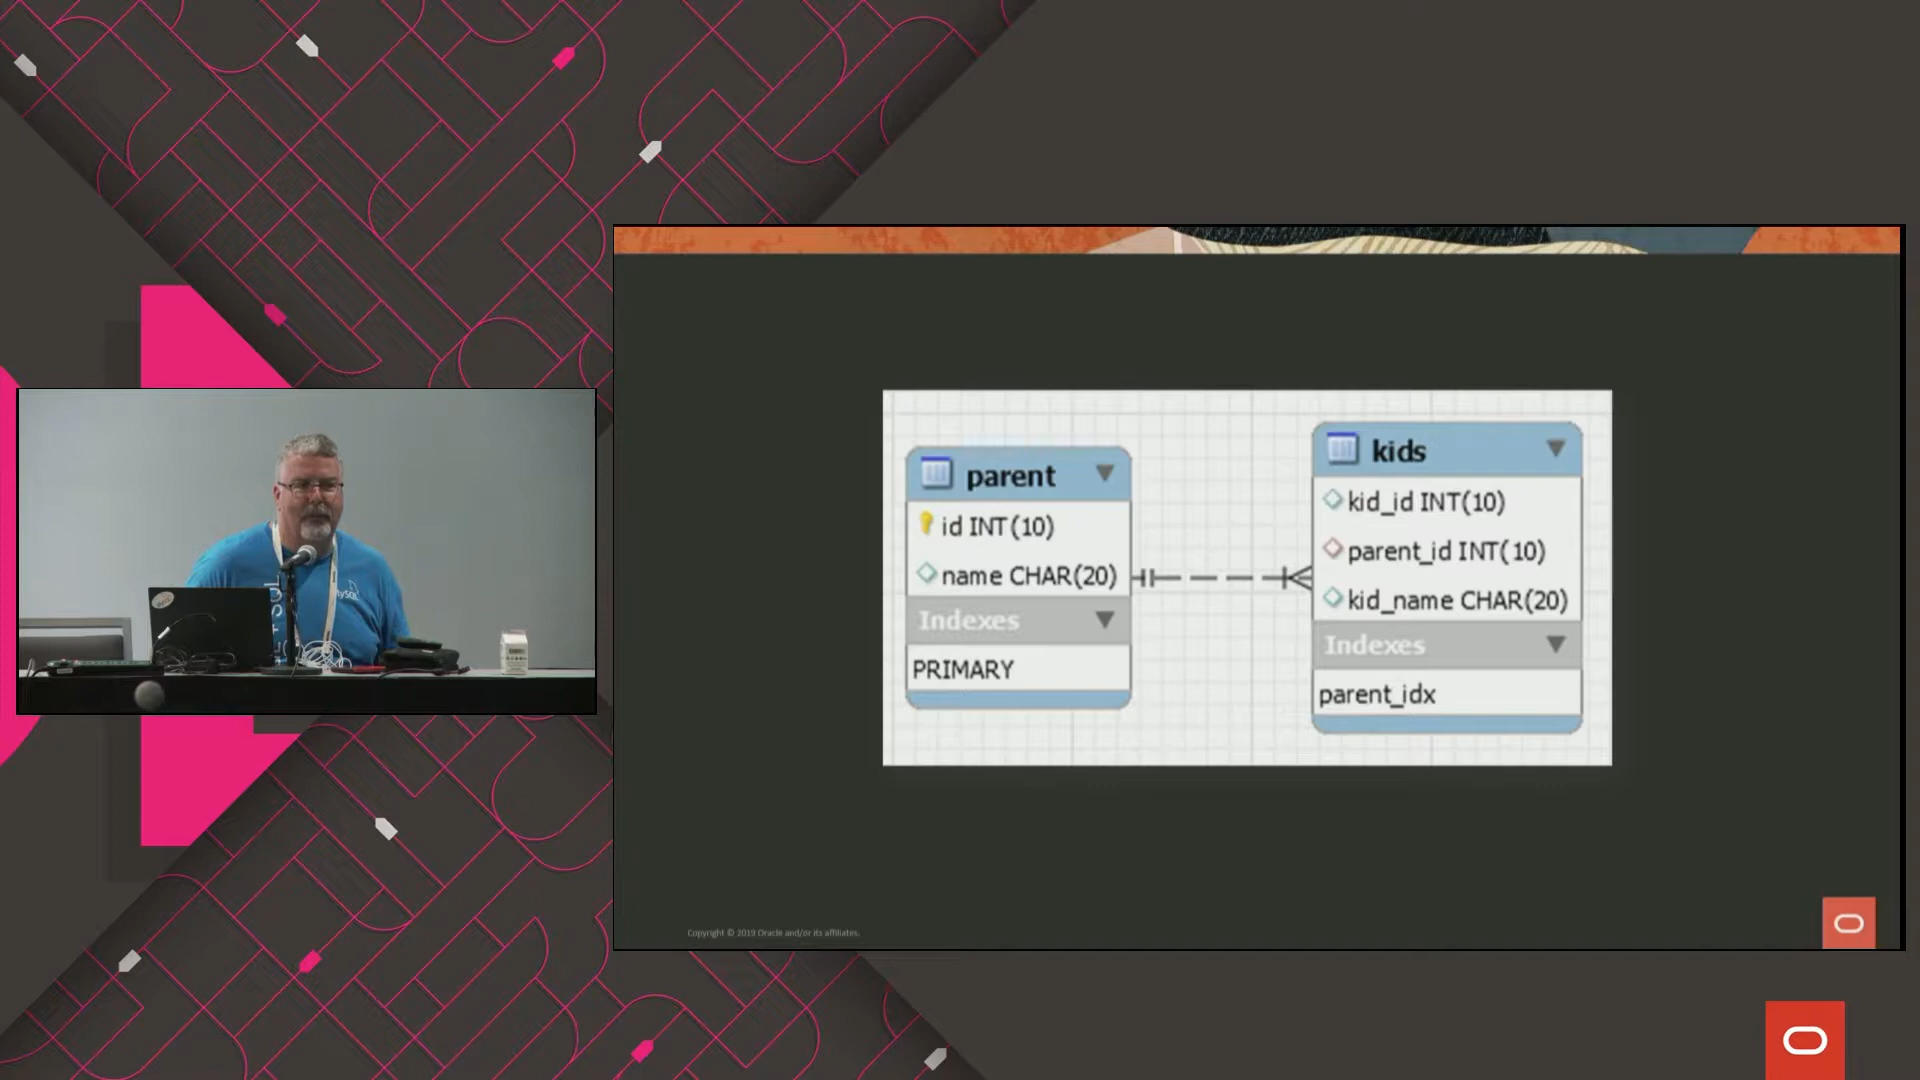 parent
id INT(10)
name CHAR(20)
Indexes
PRIMARY
kids
kid_id INT(10)
parent_id INT(10)
kid_name CHAR(20)
Indexes
parent_idx
Copyright © 2019 Oracle and/or its affiliates.
MySQL